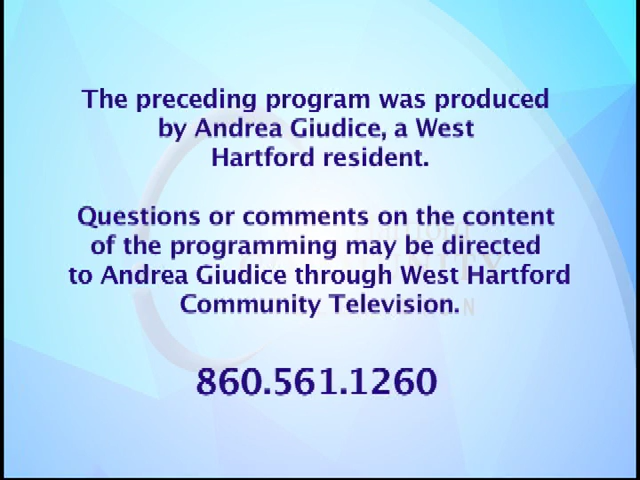 The preceding program was produced
by Andrea Giudice, a West
Hartford resident.
Questions or comments on the content
of the programming may be directed
to Andrea Giudice through West Hartford
Community Television.
860.561.1260